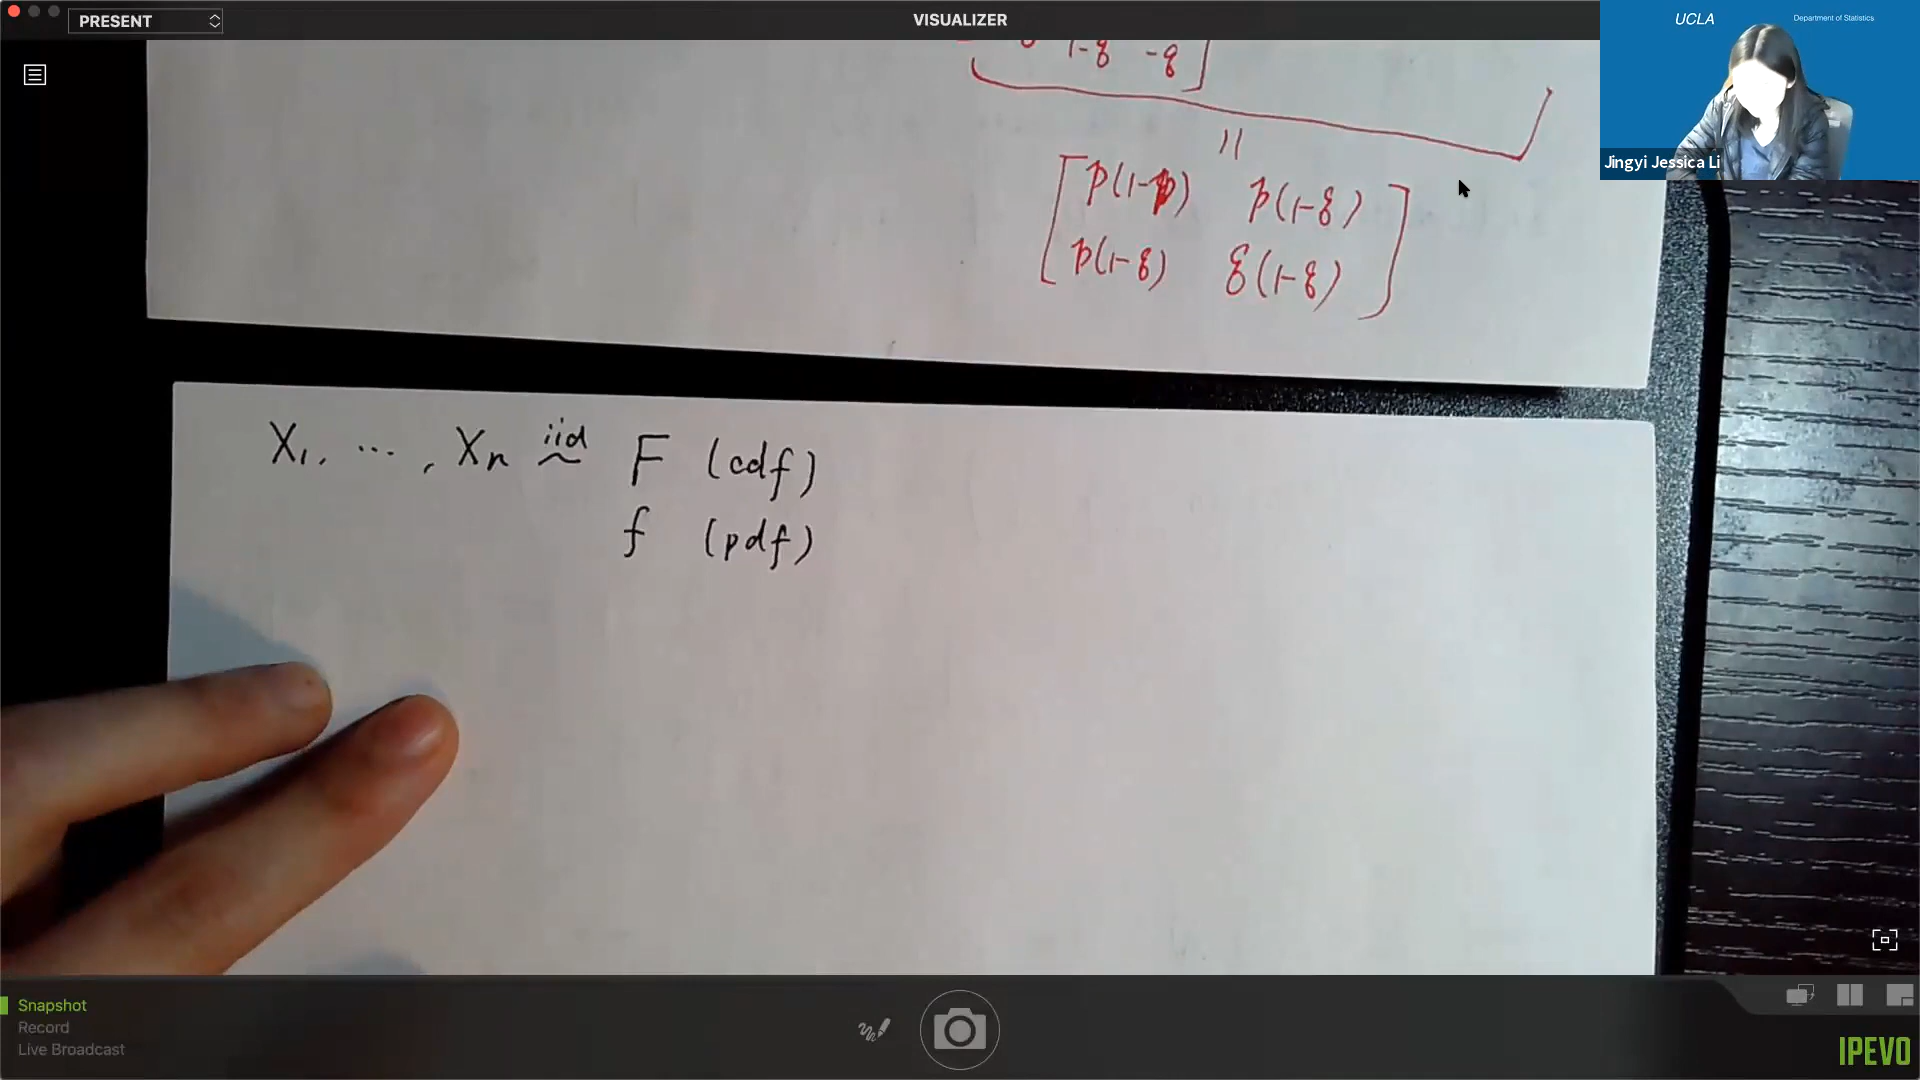 PRESENT
VISUALIZER
UCLA
Department of Statistics
Jingyi Jessica Li
1-q -q
||
p(1-p) p(1-q)
p(1-q) q(1-q)
X1, ..., Xn iid ~ F (cdf)
f (pdf)
Snapshot
Record
Live Broadcast
IPEVO